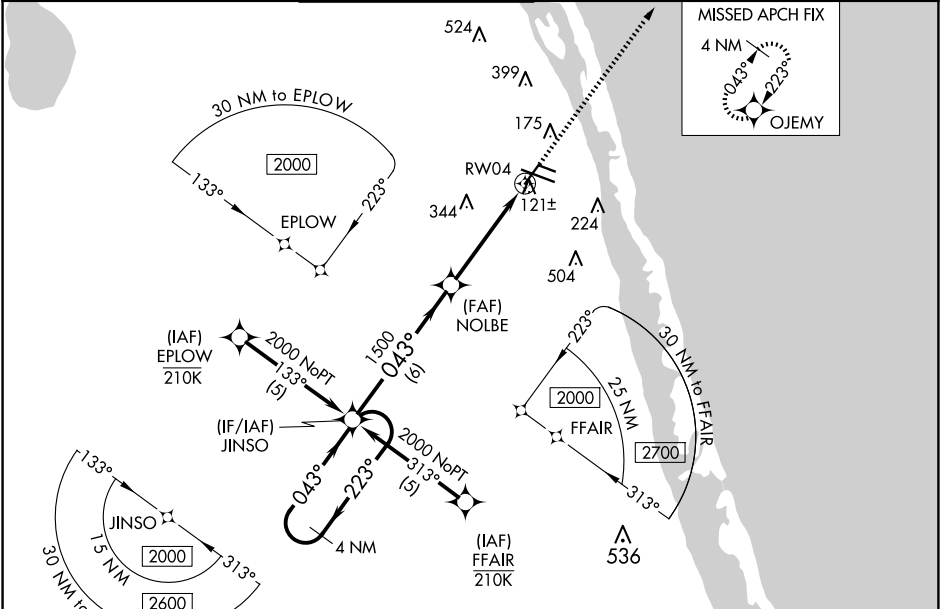 MISSED APCH FIX
4 NM
043°
223°
OJEMY
524
399
175
RW04
121±
344
224
504
30 NM to EPLOW
2000
133°
223°
EPLOW
(FAF)
NOLBE
1500
043°
(6)
(IAF)
EPLOW
210K
2000 NoPT
133°
(5)
(IF/IAF)
JINSO
2000 NoPT
313°
(5)
043°
223°
4 NM
(IAF)
FFAIR
210K
223°
30 NM to FFAIR
2000
25 NM
FFAIR
2700
313°
536
133°
JINSO
2000
15 NM
313°
30 NM to
2600